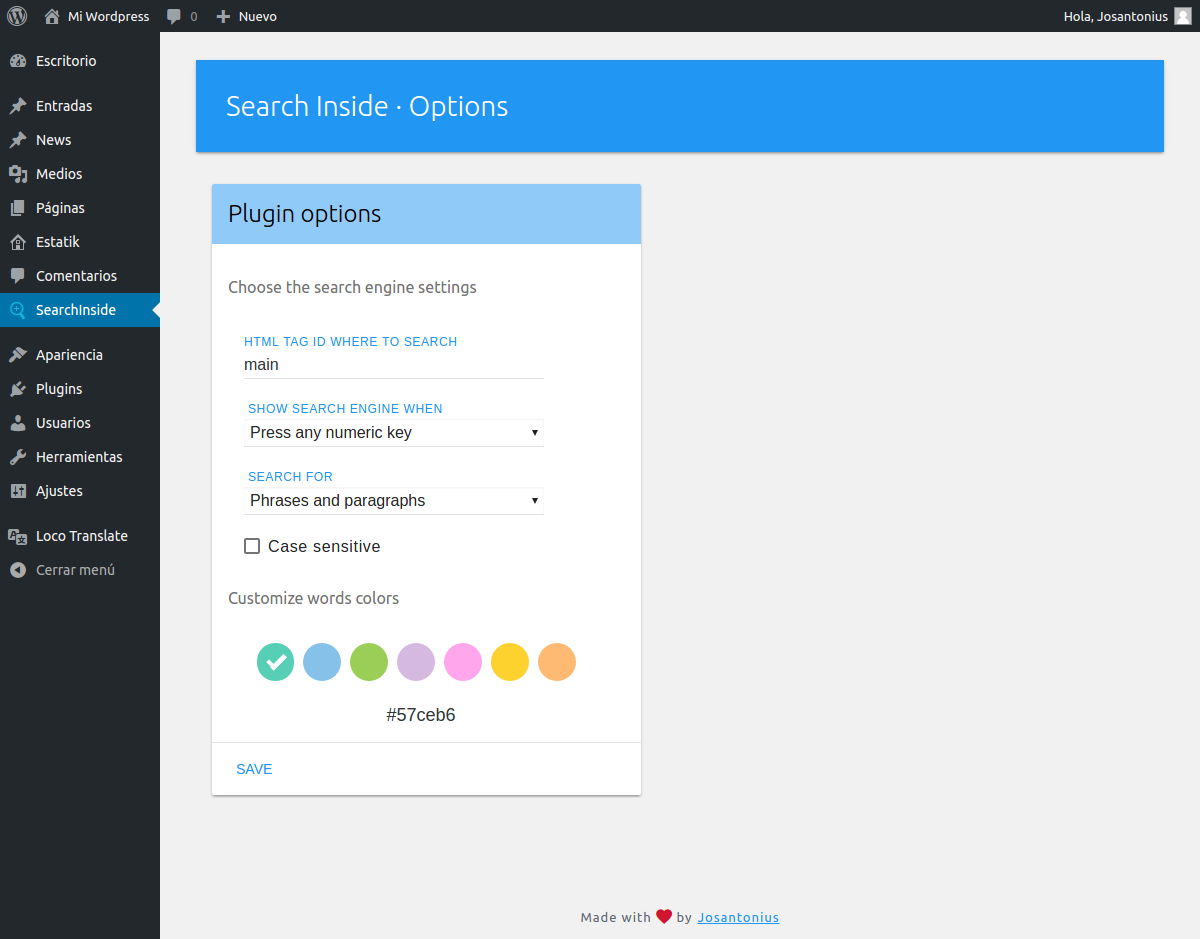 Mi Wordpress 0 Nuevo Hola, Josantonius
Escritorio
Entradas
News
Medios
Páginas
Estatik
Comentarios
SearchInside
Apariencia
Plugins
Usuarios
Herramientas
Ajustes
Loco Translate
Cerrar menú
Search Inside · Options
Plugin options
Choose the search engine settings
HTML TAG ID WHERE TO SEARCH
main
SHOW SEARCH ENGINE WHEN
Press any numeric key
SEARCH FOR
Phrases and paragraphs
Case sensitive
Customize words colors
#57ceb6
SAVE
Made with ❤ by Josantonius